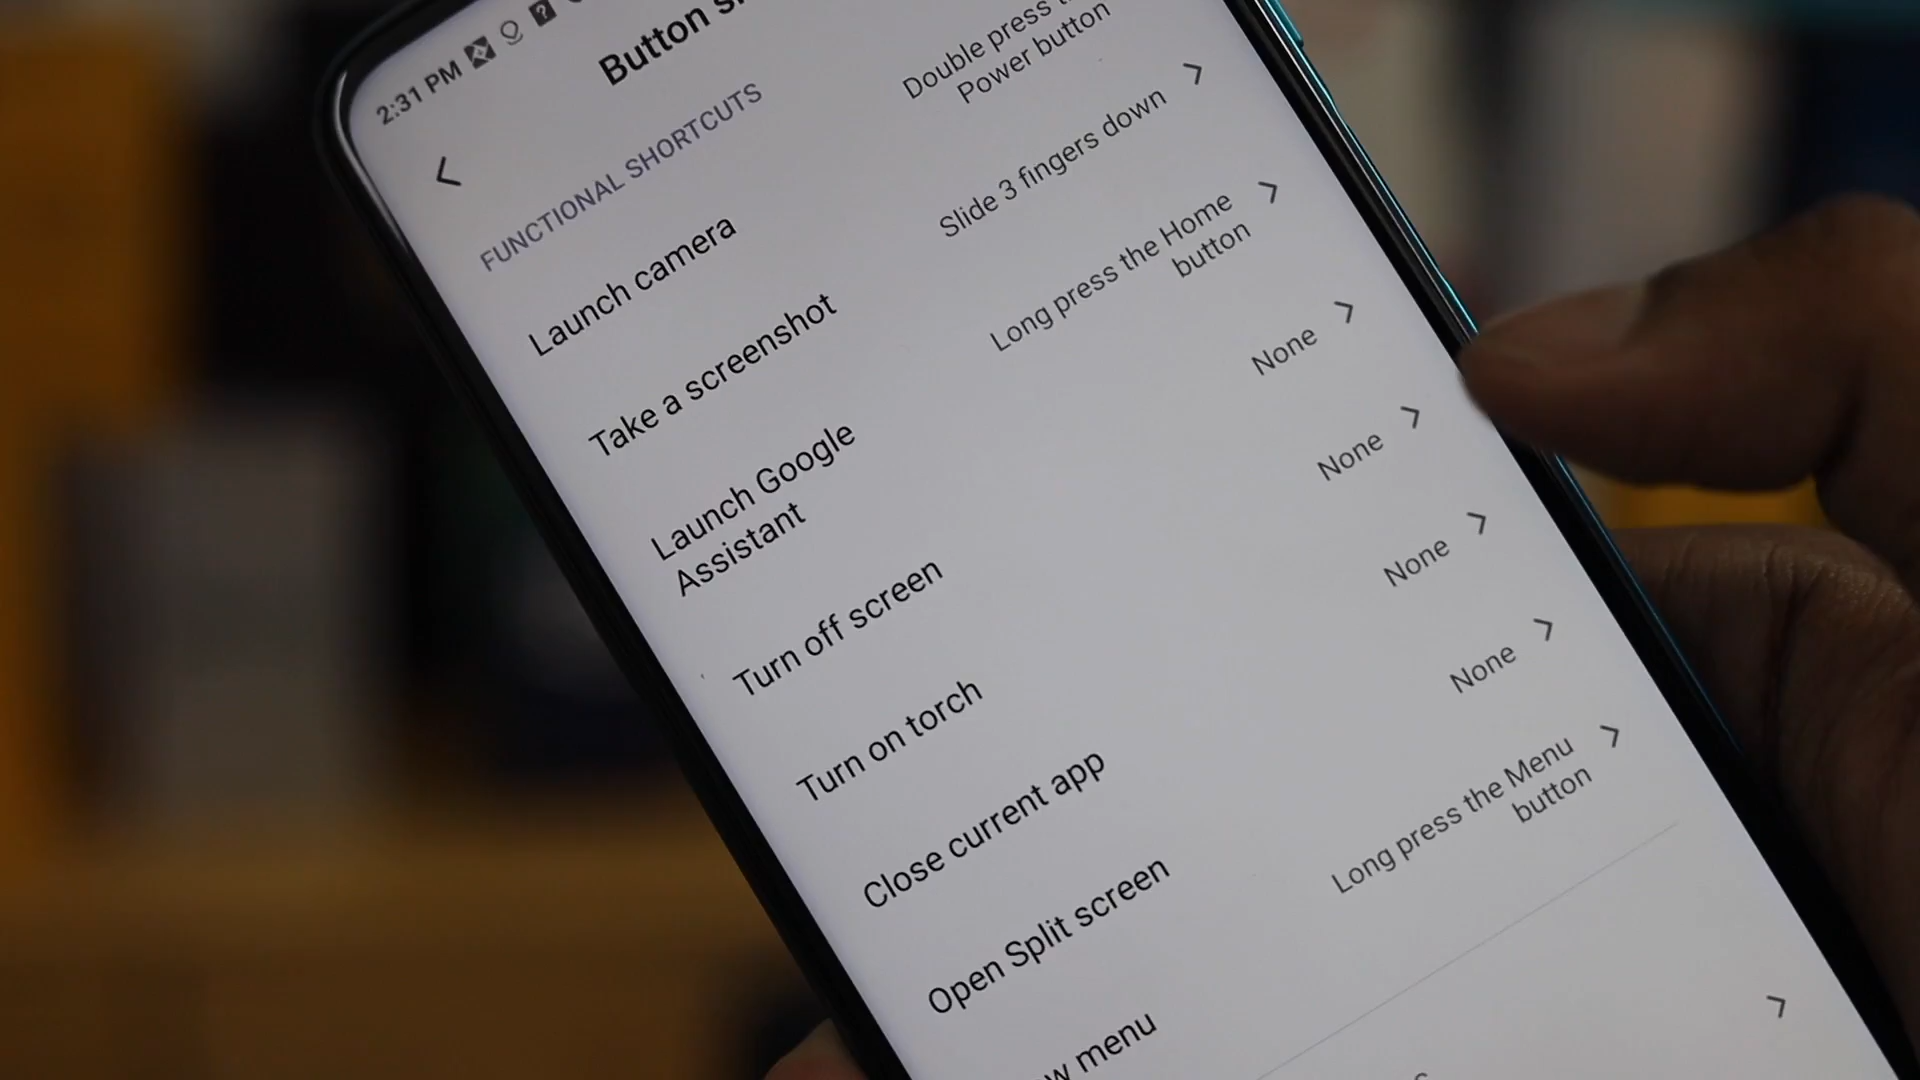 2:31 PM
Button
FUNCTIONAL SHORTCUTS
Launch camera
Double press
Power button
Take a screenshot
Slide 3 fingers down
Launch Google
Assistant
Long press the Home
button
Turn off screen
None
Turn on torch
None
Close current app
None
Open Split screen
None
menu
Long press the Menu
button